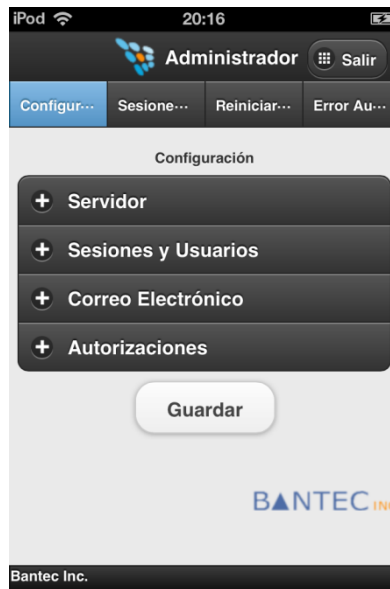 iPod 20:16
Administrador Salir
Configur... Sesione... Reiniciar... Error Au...
Configuración
Servidor
Sesiones y Usuarios
Correo Electrónico
Autorizaciones
Guardar
BANTEC INC
Bantec Inc.